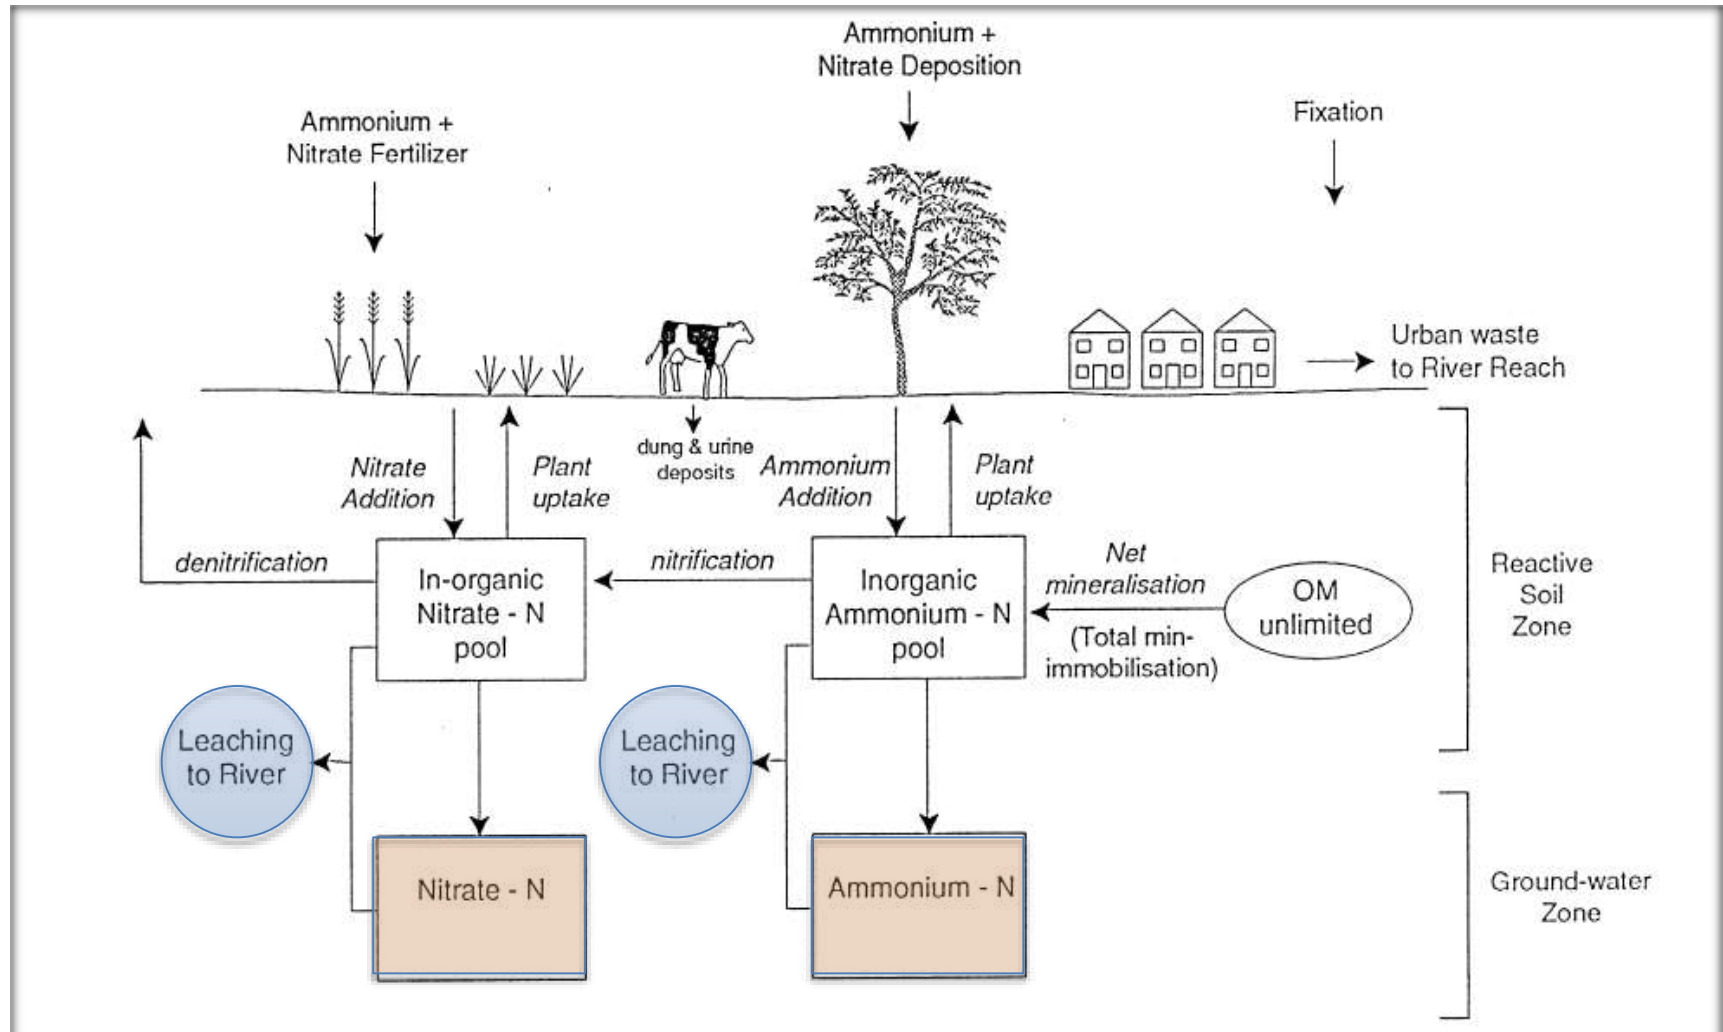 Ammonium +
Nitrate Deposition
Ammonium +
Nitrate Fertilizer
Fixation
Urban waste
to River Reach
dung & urine
deposits
Nitrate
Addition
Plant
uptake
Ammonium
Addition
Plant
uptake
denitrification
In-organic
Nitrate - N
pool
nitrification
Inorganic
Ammonium - N
pool
Net
mineralisation
(Total min-
immobilisation)
OM
unlimited
Reactive
Soil
Zone
Leaching
to River
Leaching
to River
Nitrate - N
Ammonium - N
Ground-water
Zone